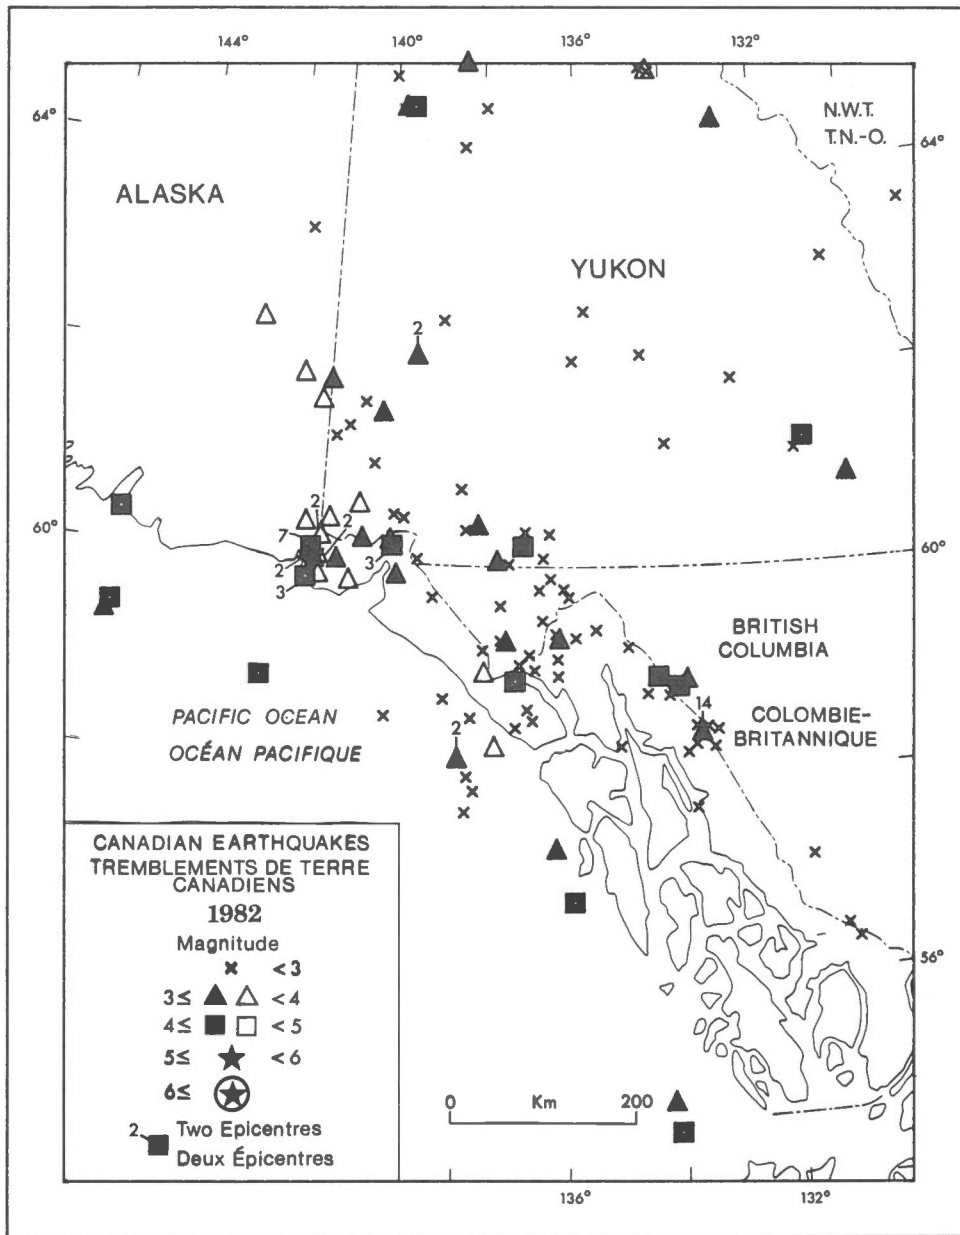 144° 140° 136° 132°
64°
N.W.T.
T.N.-O.
64°
ALASKA
YUKON
2
2
60°
7
2
60°
2
3
3
BRITISH
COLUMBIA
14
PACIFIC OCEAN
OCÉAN PACIFIQUE
COLOMBIE-
BRITANNIQUE
2
CANADIAN EARTHQUAKES
TREMBLEMENTS DE TERRE
CANADIENS
1982
Magnitude
< 3
3≤ < 4
4≤ < 5
5≤ < 6
6≤
2 Two Epicentres
Deux Épicentres
56°
0 Km 200
136° 132°